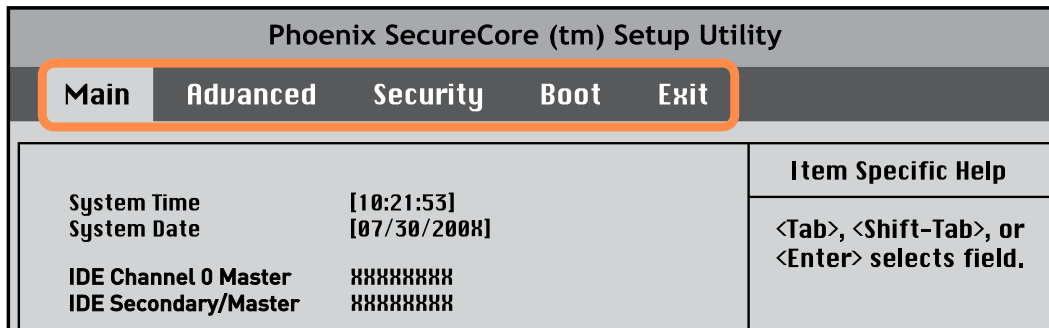 Phoenix SecureCore (tm) Setup Utility
Main Advanced Security Boot Exit
System Time [10:21:53]
System Date [07/30/200X]
IDE Channel 0 Master XXXXXXXX
IDE Secondary/Master XXXXXXXX
Item Specific Help
<Tab>, <Shift-Tab>, or
<Enter> selects field.